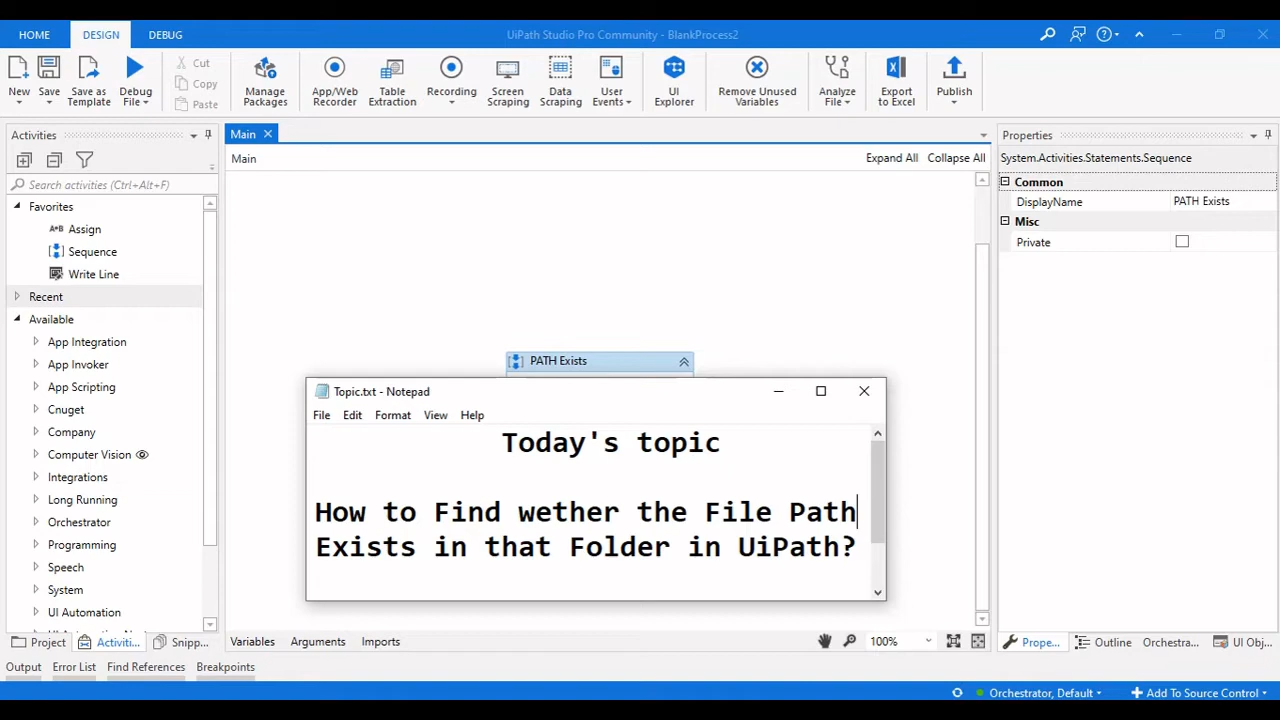 HOME DESIGN DEBUG UiPath Studio Pro Community - BlankProcess2
New Save Save as Template Debug File Cut Copy Paste Manage Packages App/Web Recorder Table Extraction Recording Screen Scraping Data Scraping User Events UI Explorer Remove Unused Variables Analyze File Export to Excel Publish
Activities
Search activities (Ctrl+Alt+F)
Favorites
Assign
Sequence
Write Line
Recent
Available
App Integration
App Invoker
App Scripting
Cnuget
Company
Computer Vision
Integrations
Long Running
Orchestrator
Programming
Speech
System
UI Automation
Project Activiti... Snipp...
Main
Main Expand All Collapse All
PATH Exists
Topic.txt - Notepad
File Edit Format View Help
Today's topic
How to Find wether the File Path
Exists in that Folder in UiPath?
Variables Arguments Imports 100%
Properties
System.Activities.Statements.Sequence
Common
DisplayName PATH Exists
Misc
Private
Prope... Outline Orchestra... UI Obj...
Output Error List Find References Breakpoints
Orchestrator, Default Add To Source Control